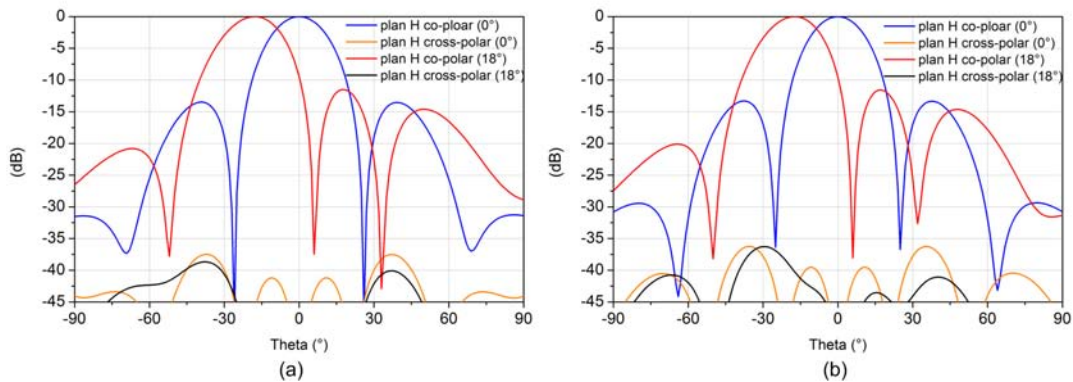 0
-5
-10
-15
-20
-25
-30
-35
-40
-45
(dB)
plan H co-ploar (0°)
plan H cross-polar (0°)
plan H co-polar (18°)
plan H cross-polar (18°)
-90 -60 -30 0 30 60 90
Theta (°)
(a)
0
-5
-10
-15
-20
-25
-30
-35
-40
-45
(dB)
plan H co-ploar (0°)
plan H cross-polar (0°)
plan H co-polar (18°)
plan H cross-polar (18°)
-90 -60 -30 0 30 60 90
Theta (°)
(b)